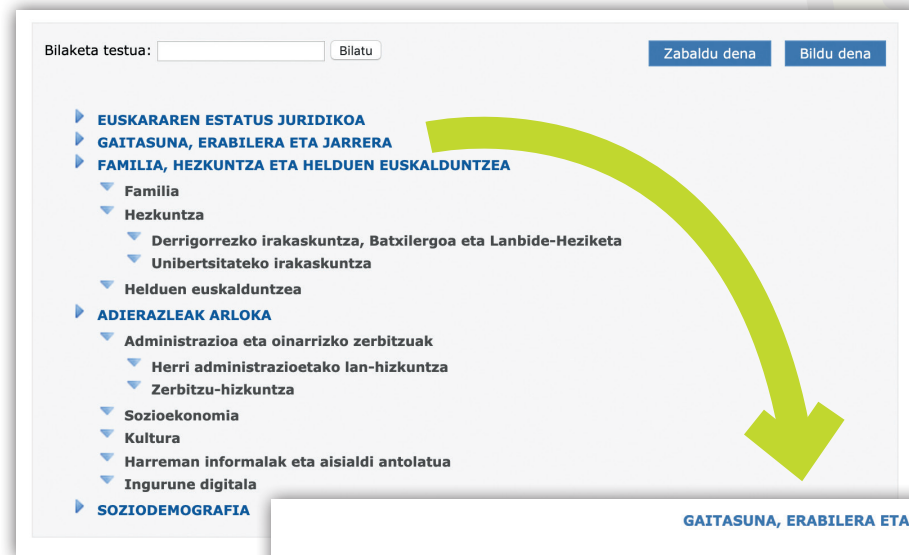 Bilaketa testua: Bilatu Zabaldu dena Bildu dena
EUSKARAREN ESTATUS JURIDIKOA
GAITASUNA, ERABILERA ETA JARRERA
FAMILIA, HEZKUNTZA ETA HELDUEN EUSKALDUNTZEA
Familia
Hezkuntza
Derrigorrezko irakaskuntza, Batxilergoa eta Lanbide-Heziketa
Unibertsitateko irakaskuntza
Helduen euskalduntzea
ADIERAZLEAK ARLOKA
Administrazioa eta oinarrizko zerbitzuak
Herri administrazioetako lan-hizkuntza
Zerbitzu-hizkuntza
Sozioekonomia
Kultura
Harreman informalak eta aisialdi antolatua
Ingurune digitala
SOZIODEMOGRAFIA
GAITASUNA, ERABILERA ETA